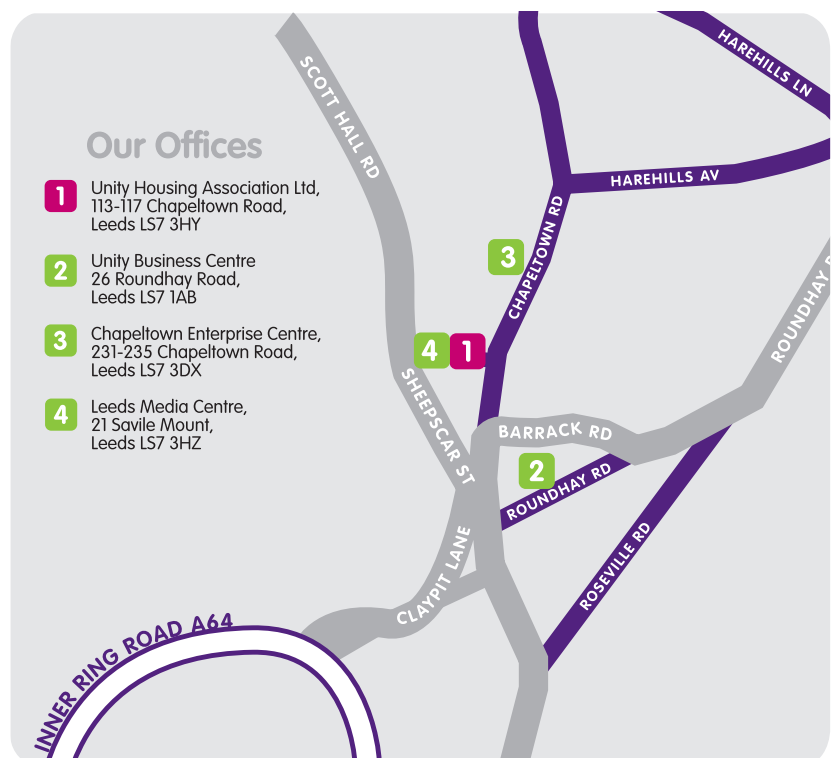 Our Offices
1
Unity Housing Association Ltd,
113-117 Chapeltown Road,
Leeds LS7 3HY
2
Unity Business Centre
26 Roundhay Road,
Leeds LS7 1AB
3
Chapeltown Enterprise Centre,
231-235 Chapeltown Road,
Leeds LS7 3DX
4
Leeds Media Centre,
21 Savile Mount,
Leeds LS7 3HZ
SCOTT HALL RD
HAREHILLS LN
HAREHILLS AV
CHAPELTOWN RD
3
4
1
ROUNDHAY
SHEEPSCAR ST
BARRACK RD
2
ROUNDHAY RD
CLAYPIT LANE
ROSEVILLE RD
INNER RING ROAD A64